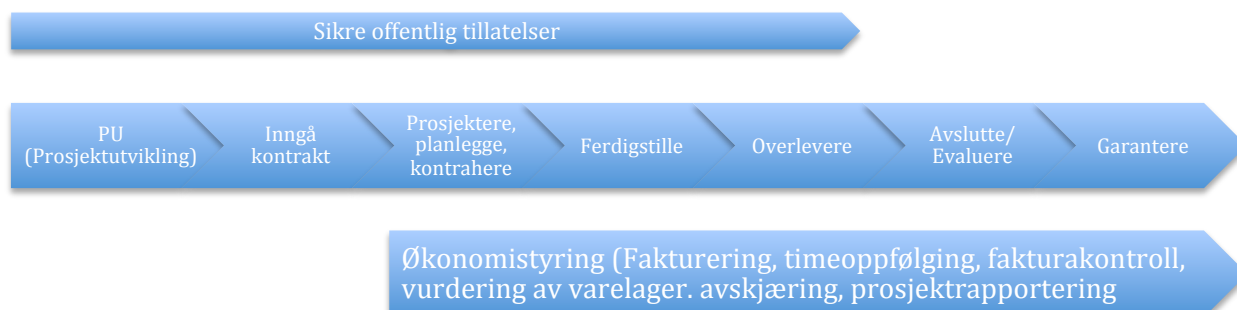 Sikre offentlig tillatelser
PU
(Prosjektutvikling)
Inngå
kontrakt
Prosjektere,
planlegge,
kontrahere
Ferdigstille
Overlevere
Avslutte/
Evaluere
Garantere
Økonomistyring (Fakturering, timeoppfølging, fakturakontroll,
vurdering av varelager. avskjæring, prosjektrapportering